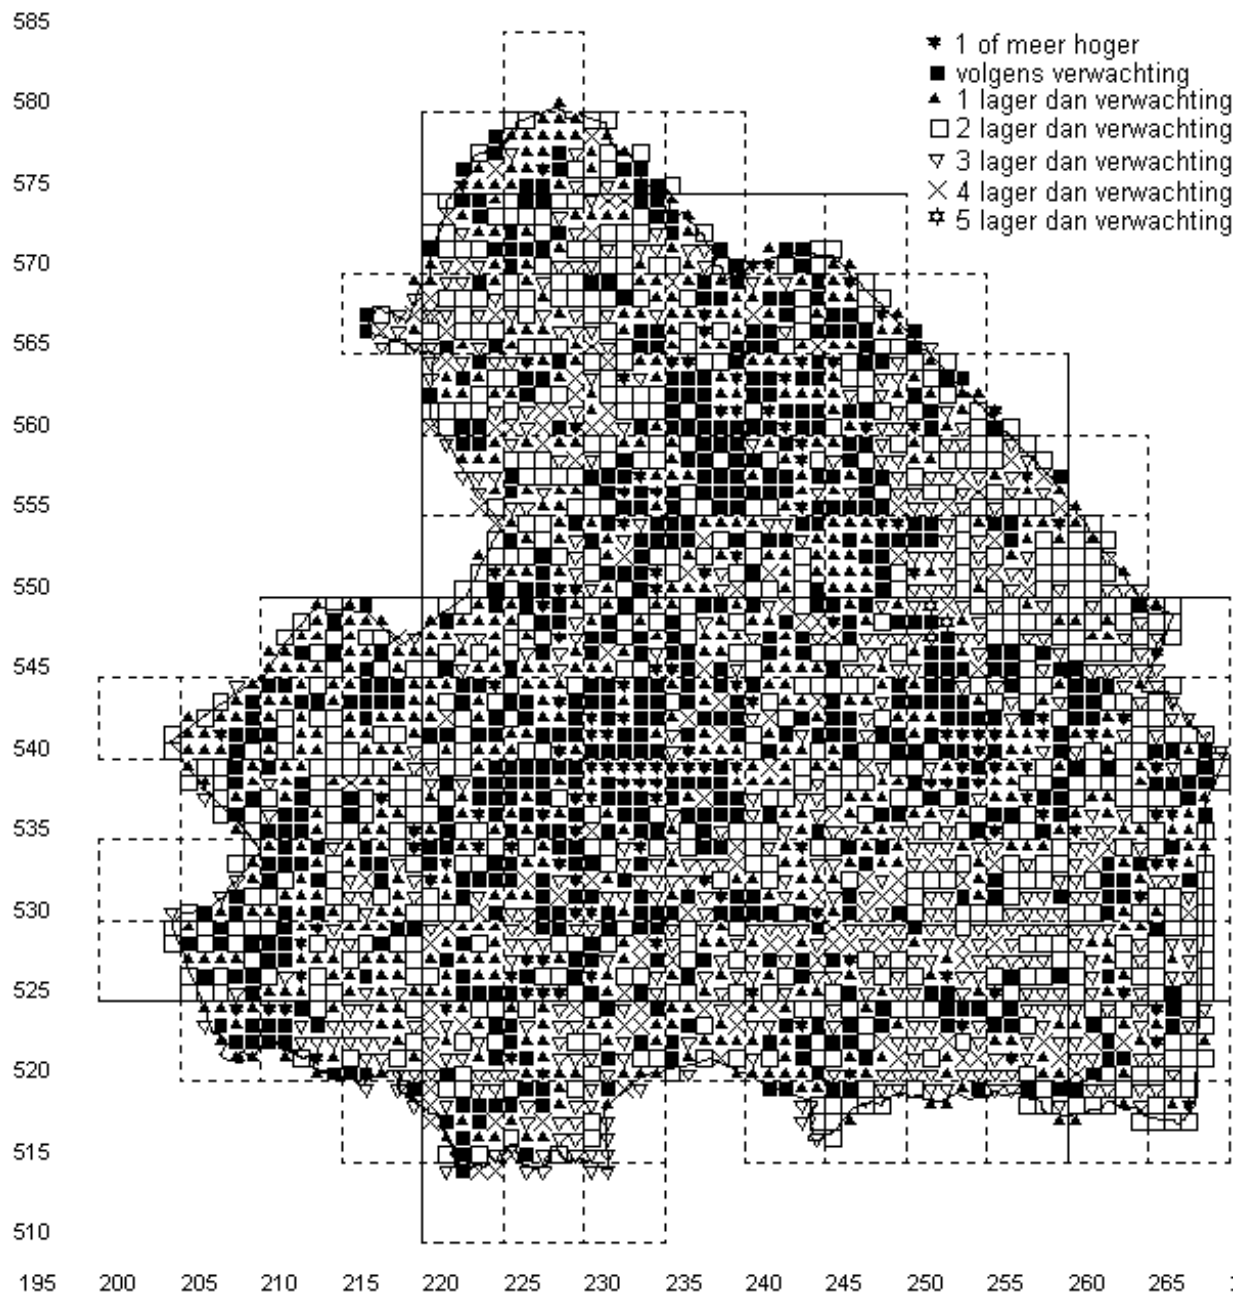 585
1 of meer hoger
volgens verwachting
580
1 lager dan verwachting
2 lager dan verwachting
3 lager dan verwachting
575
4 lager dan verwachting
5 lager dan verwachting
570
565
560
555
550
545
540
535
530
525
520
515
510
195 200 205 210 220 225 230 235 240 245 250 255 260 265